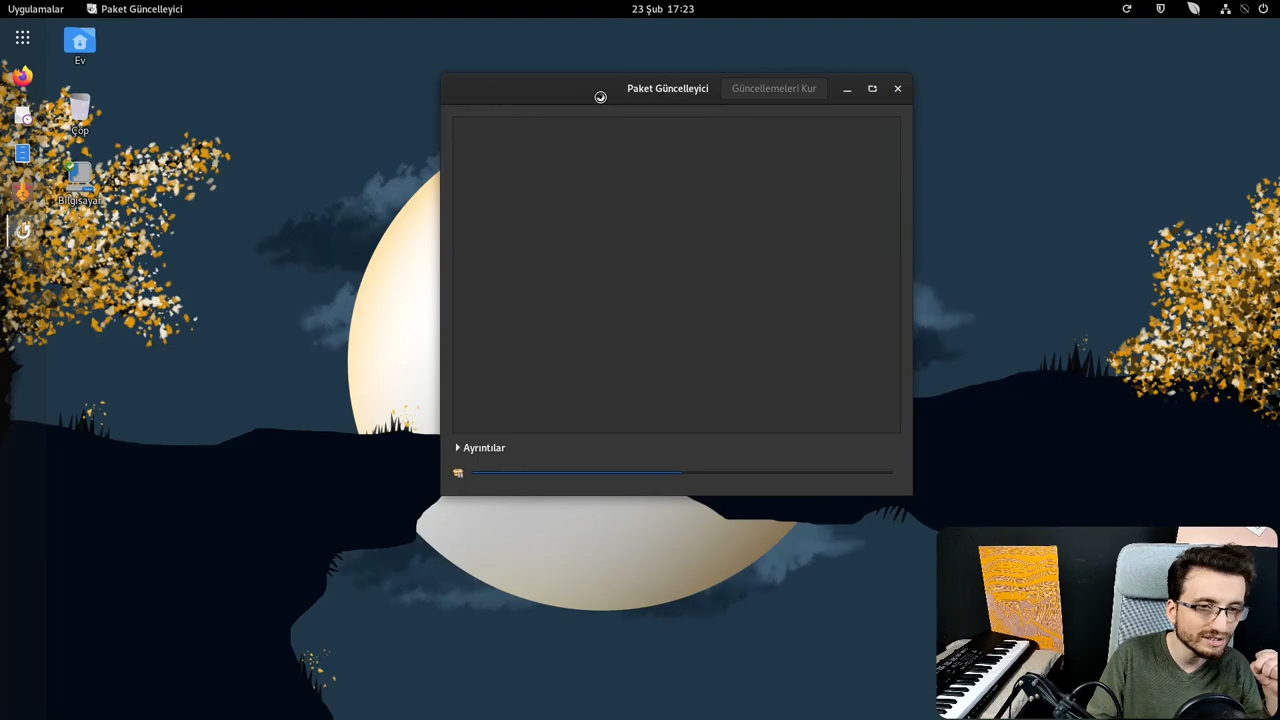 Uygulamalar
Paket Güncelleyici
23 Şub 17:23
Ev
Çöp
Bilgisayar
Paket Güncelleyici
Güncellemeleri Kur
Ayrıntılar